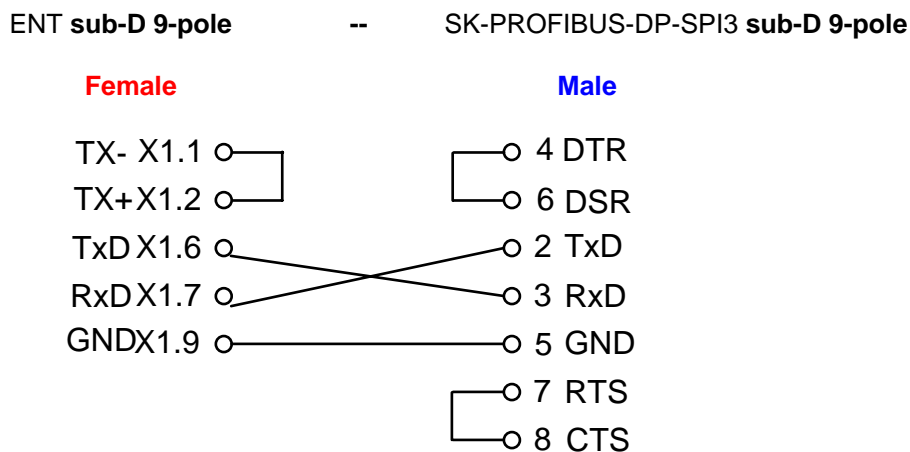 ENT sub-D 9-pole -- SK-PROFIBUS-DP-SPI3 sub-D 9-pole
Female Male
TX- X1.1 4 DTR
TX+X1.2 6 DSR
TxD X1.6 2 TxD
RxD X1.7 3 RxD
GNDX1.9 5 GND
7 RTS
8 CTS